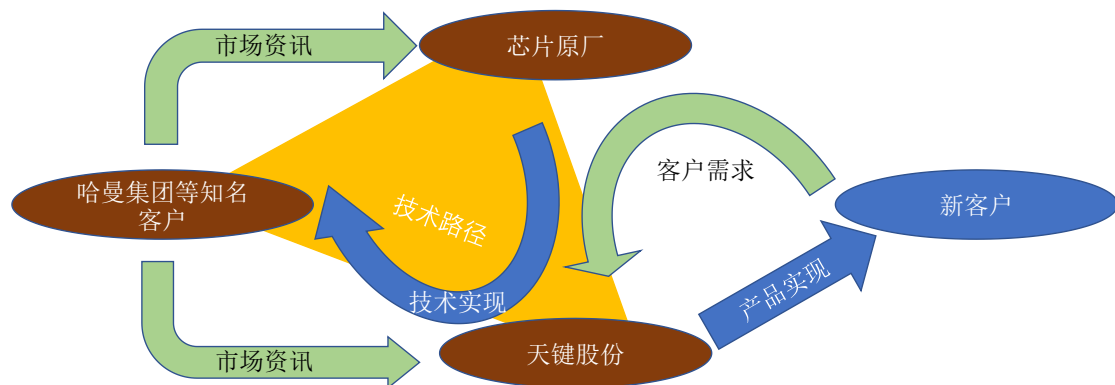 市场资讯
芯片原厂
客户需求
哈曼集团等知名
客户
技术路径
新客户
产品实现
技术实现
天键股份
市场资讯